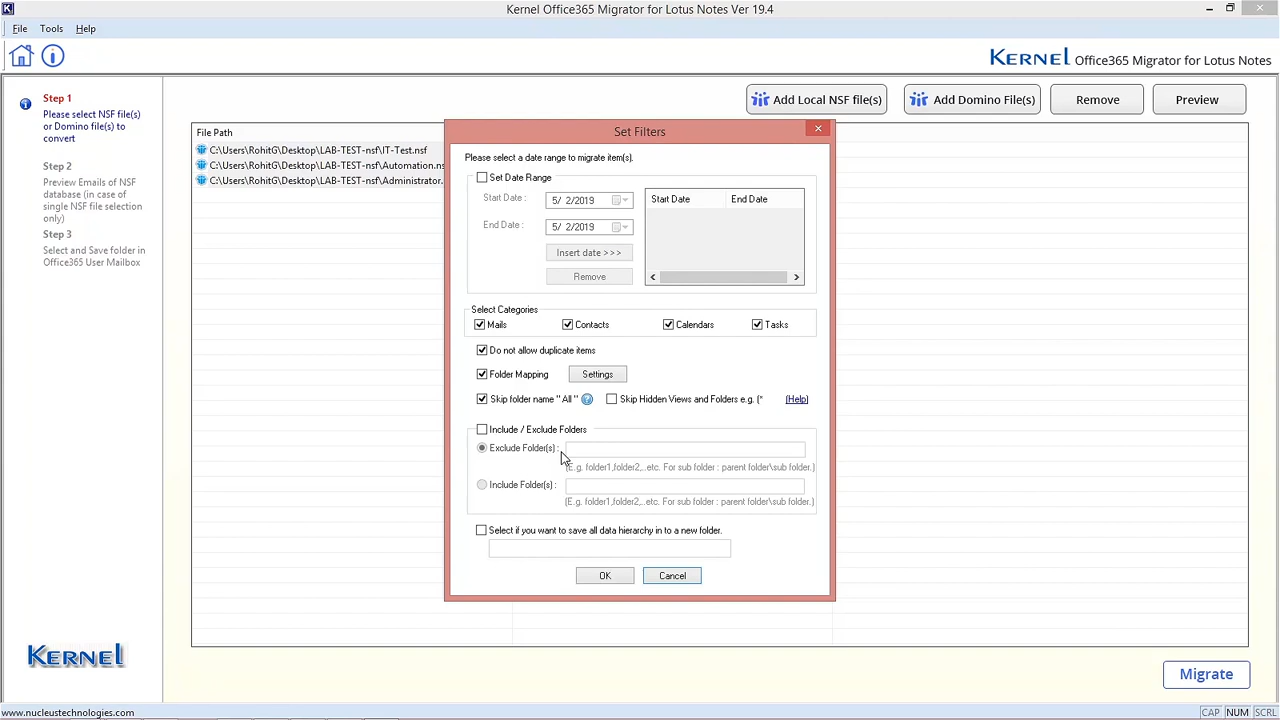 Kernel Office365 Migrator for Lotus Notes Ver 19.4
File Tools Help
KERNEL Office365 Migrator for Lotus Notes
Step 1
Please select NSF file(s)
or Domino file(s) to
convert
Step 2
Preview Emails of NSF
database (in case of
single NSF file selection
only)
Step 3
Select and Save folder in
Office365 User Mailbox
KERNEL
Add Local NSF file(s) Add Domino File(s) Remove Preview
File Path
C:\Users\RohitG\Desktop\LAB-TEST-nsf\IT-Test.nsf
C:\Users\RohitG\Desktop\LAB-TEST-nsf\Automation.ns
C:\Users\RohitG\Desktop\LAB-TEST-nsf\Administrator.
Set Filters
Please select a date range to migrate item(s).
Set Date Range
Start Date : 5/ 2/2019
End Date : 5/ 2/2019
Insert date >>>
Remove
Start Date End Date
Select Categories
Mails Contacts Calendars Tasks
Do not allow duplicate items
Folder Mapping Settings
Skip folder name " All " ? Skip Hidden Views and Folders e.g. (* (Help)
Include / Exclude Folders
Exclude Folder(s) :
(E.g. folder1,folder2,..etc. For sub folder : parent folder\sub folder.)
Include Folder(s) :
(E.g. folder1,folder2,..etc. For sub folder : parent folder\sub folder.)
Select if you want to save all data hierarchy in to a new folder.
OK Cancel
Migrate
www.nucleustechnologies.com
CAP NUM SCRL